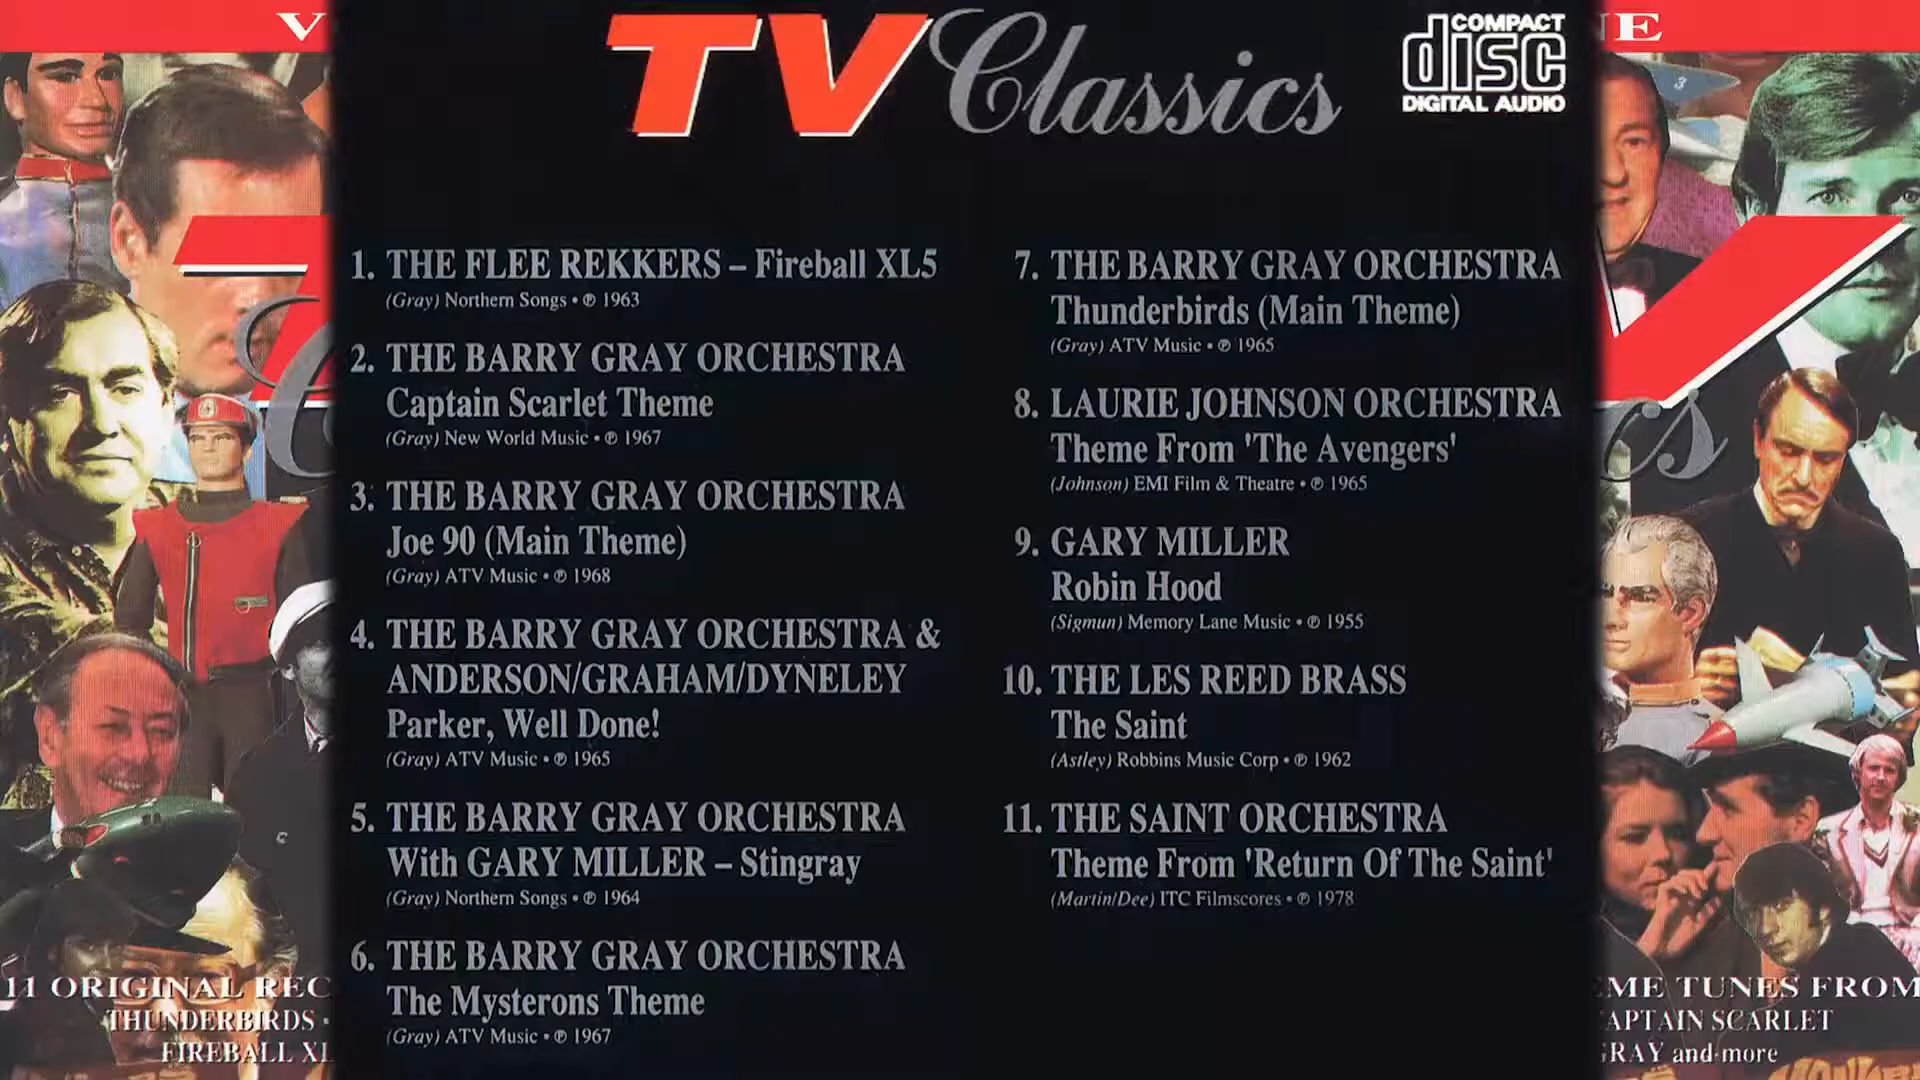 V
NE
TV Classics
COMPACT
disc
DIGITAL AUDIO
1. THE FLEE REKKERS – Fireball XL5
(Gray) Northern Songs • ℗ 1963
2. THE BARRY GRAY ORCHESTRA
Captain Scarlet Theme
(Gray) New World Music • ℗ 1967
3. THE BARRY GRAY ORCHESTRA
Joe 90 (Main Theme)
(Gray) ATV Music • ℗ 1968
4. THE BARRY GRAY ORCHESTRA &
ANDERSON/GRAHAM/DYNELEY
Parker, Well Done!
(Gray) ATV Music • ℗ 1965
5. THE BARRY GRAY ORCHESTRA
With GARY MILLER – Stingray
(Gray) Northern Songs • ℗ 1964
6. THE BARRY GRAY ORCHESTRA
The Mysterons Theme
(Gray) ATV Music • ℗ 1967
7. THE BARRY GRAY ORCHESTRA
Thunderbirds (Main Theme)
(Gray) ATV Music • ℗ 1965
8. LAURIE JOHNSON ORCHESTRA
Theme From 'The Avengers'
(Johnson) EMI Film & Theatre • ℗ 1965
9. GARY MILLER
Robin Hood
(Sigmun) Memory Lane Music • ℗ 1955
10. THE LES REED BRASS
The Saint
(Astley) Robbins Music Corp • ℗ 1962
11. THE SAINT ORCHESTRA
Theme From 'Return Of The Saint'
(Martin/Dee) ITC Filmscores • ℗ 1978
11 ORIGINAL REC
THUNDERBIRDS •
FIREBALL XL
EME TUNES FROM
CAPTAIN SCARLET
GRAY and more